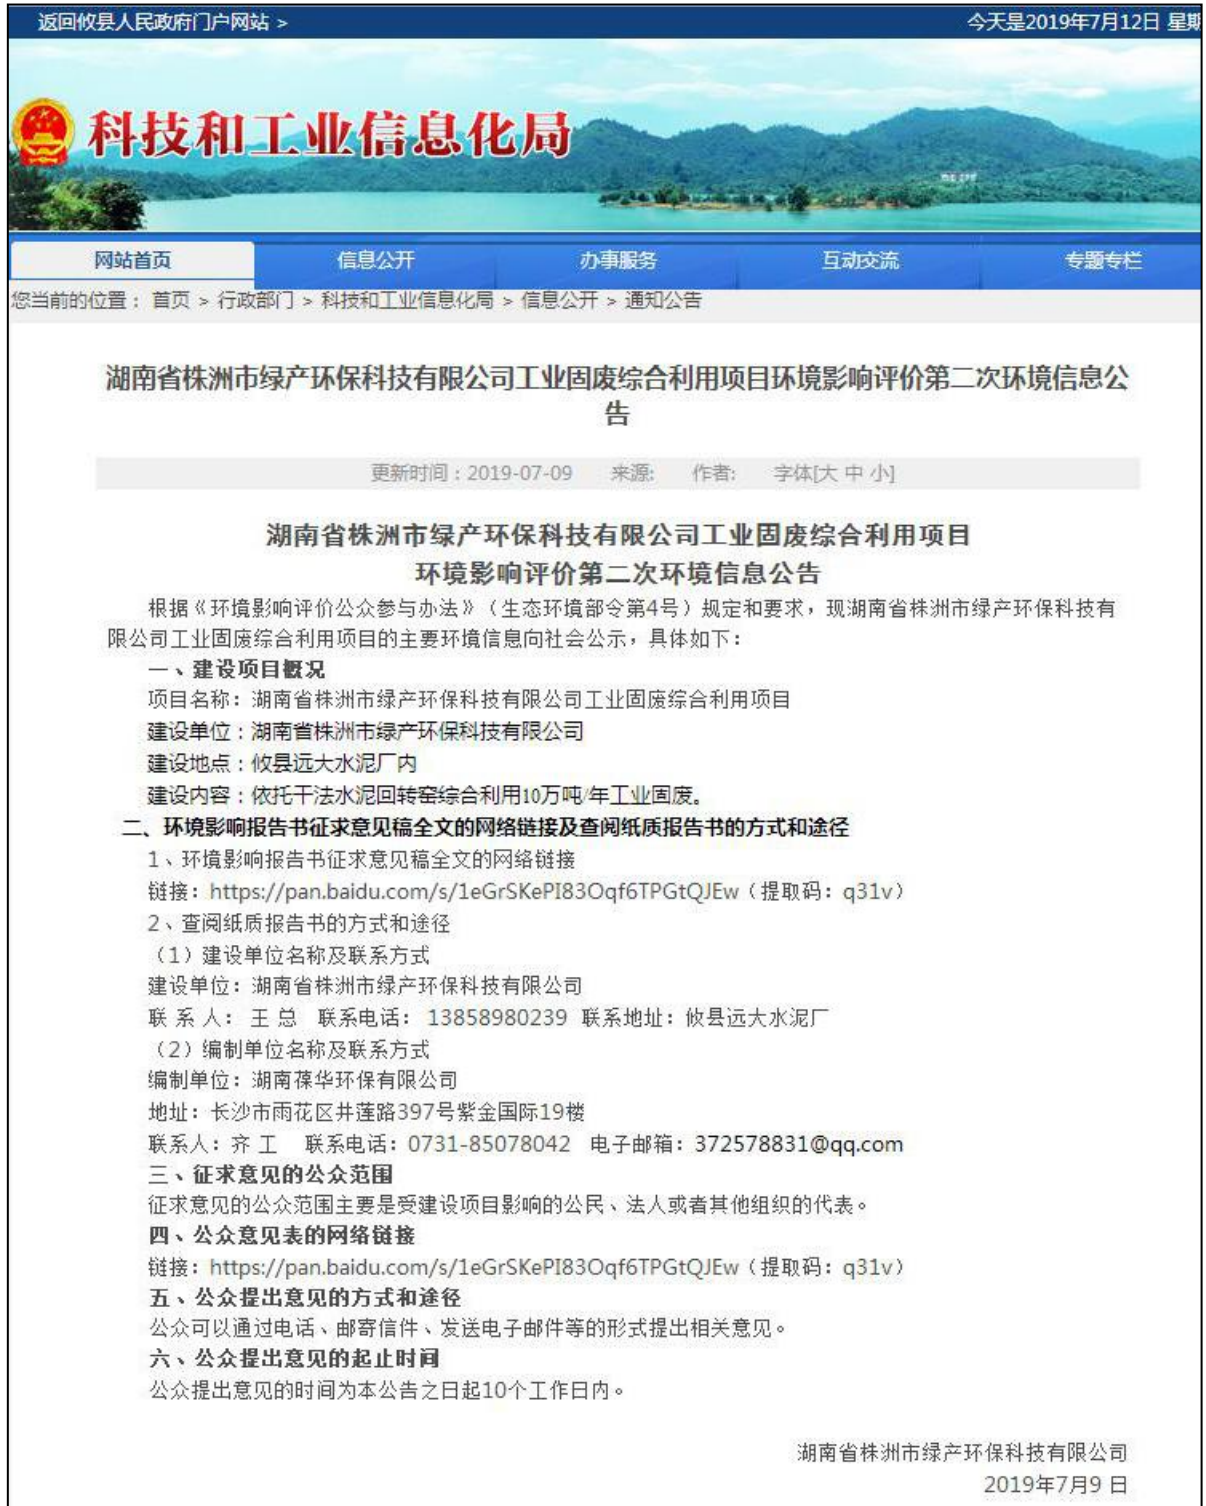 返回攸县人民政府门户网站 >
今天是2019年7月12日 星期
科技和工业信息化局
网站首页 信息公开 办事服务 互动交流 专题专栏
您当前的位置： 首页 > 行政部门 > 科技和工业信息化局 > 信息公开 > 通知公告
湖南省株洲市绿产环保科技有限公司工业固废综合利用项目环境影响评价第二次环境信息公
告
更新时间：2019-07-09 来源: 作者: 字体[大 中 小]
湖南省株洲市绿产环保科技有限公司工业固废综合利用项目
环境影响评价第二次环境信息公告
根据《环境影响评价公众参与办法》（生态环境部令第4号）规定和要求，现湖南省株洲市绿产环保科技有
限公司工业固废综合利用项目的主要环境信息向社会公示，具体如下：
一、建设项目概况
项目名称：湖南省株洲市绿产环保科技有限公司工业固废综合利用项目
建设单位：湖南省株洲市绿产环保科技有限公司
建设地点：攸县远大水泥厂内
建设内容：依托干法水泥回转窑综合利用10万吨/年工业固废。
二、环境影响报告书征求意见稿全文的网络链接及查阅纸质报告书的方式和途径
1、环境影响报告书征求意见稿全文的网络链接
链接：https://pan.baidu.com/s/1eGrSKePI83Oqf6TPGtQJEw（提取码：q31v）
2、查阅纸质报告书的方式和途径
（1）建设单位名称及联系方式
建设单位：湖南省株洲市绿产环保科技有限公司
联 系 人： 王 总 联系电话： 13858980239 联系地址：攸县远大水泥厂
（2）编制单位名称及联系方式
编制单位：湖南葆华环保有限公司
地址：长沙市雨花区井莲路397号紫金国际19楼
联系人：齐 工 联系电话：0731-85078042 电子邮箱：372578831@qq.com
三、征求意见的公众范围
征求意见的公众范围主要是受建设项目影响的公民、法人或者其他组织的代表。
四、公众意见表的网络链接
链接：https://pan.baidu.com/s/1eGrSKePI83Oqf6TPGtQJEw（提取码：q31v）
五、公众提出意见的方式和途径
公众可以通过电话、邮寄信件、发送电子邮件等的形式提出相关意见。
六、公众提出意见的起止时间
公众提出意见的时间为本公告之日起10个工作日内。
湖南省株洲市绿产环保科技有限公司
2019年7月9 日